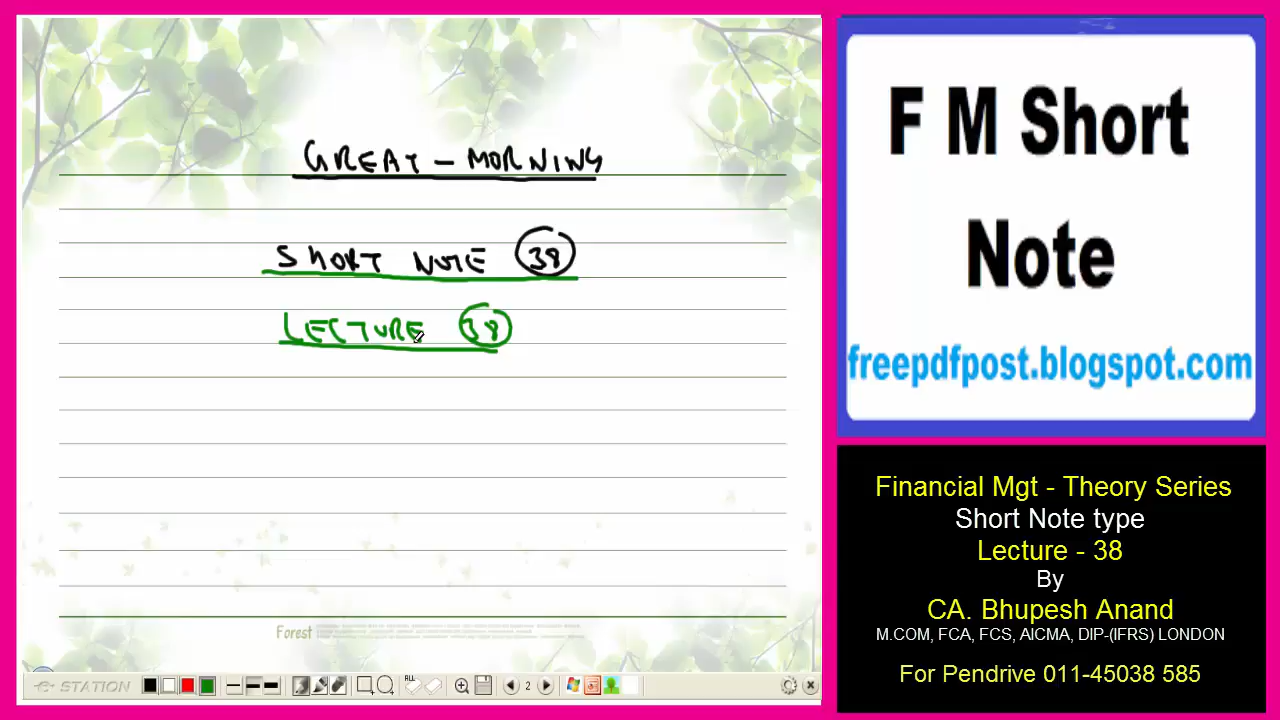 GREAT - MORNING
SHORT NOTE 38
LECTURE 38
Forest
e-STATION
ALL
2
F M Short
Note
freepdfpost.blogspot.com
Financial Mgt - Theory Series
Short Note type
Lecture - 38
By
CA. Bhupesh Anand
M.COM, FCA, FCS, AICMA, DIP-(IFRS) LONDON
For Pendrive 011-45038 585